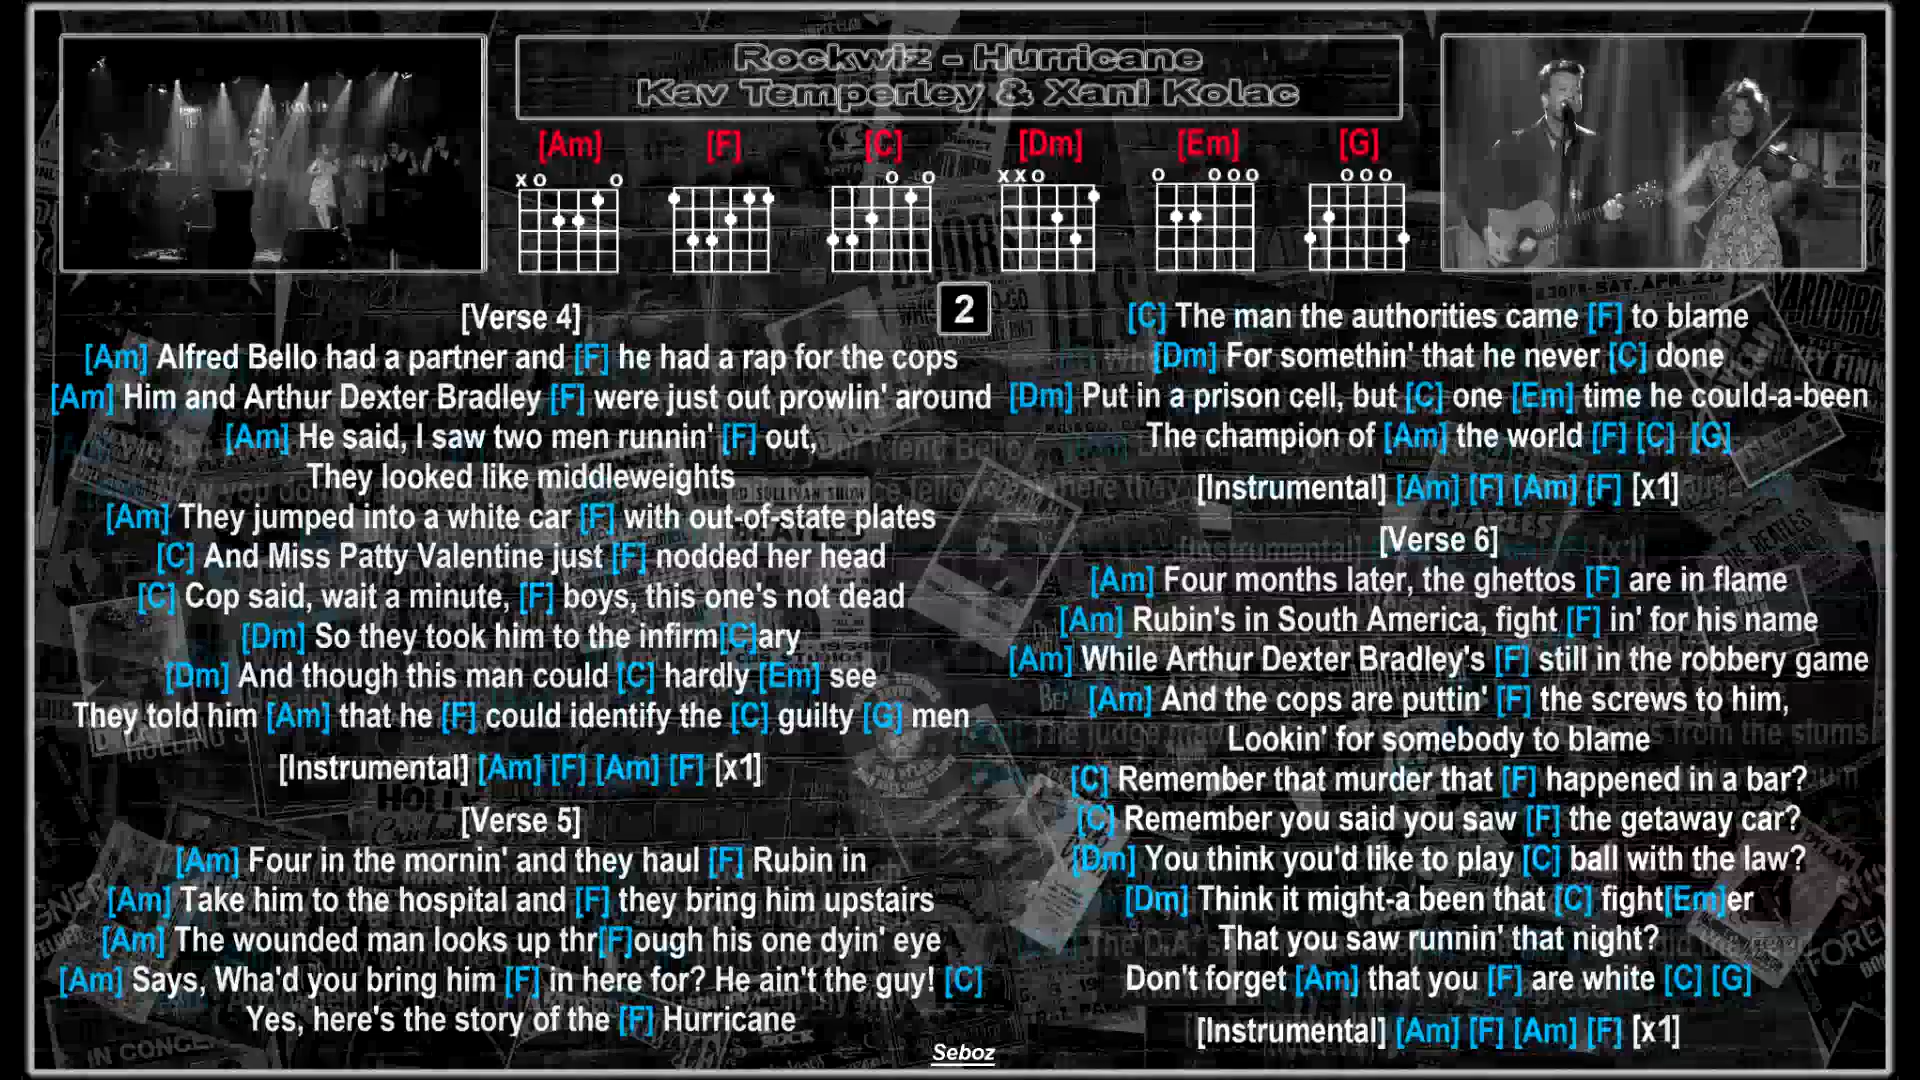 Rockwiz - Hurricane
Kav Temperley & Xani Kolac
[Am] [F] [C] [Dm] [Em] [G]
2
[Verse 4]
[Am] Alfred Bello had a partner and [F] he had a rap for the cops
[Am] Him and Arthur Dexter Bradley [F] were just out prowlin' around
[Am] He said, I saw two men runnin' [F] out,
They looked like middleweights
[Am] They jumped into a white car [F] with out-of-state plates
[C] And Miss Patty Valentine just [F] nodded her head
[C] Cop said, wait a minute, [F] boys, this one's not dead
[Dm] So they took him to the infirm[C]ary
[Dm] And though this man could [C] hardly [Em] see
They told him [Am] that he [F] could identify the [C] guilty [G] men
[Instrumental] [Am] [F] [Am] [F] [x1]
[Verse 5]
[Am] Four in the mornin' and they haul [F] Rubin in
[Am] Take him to the hospital and [F] they bring him upstairs
[Am] The wounded man looks up thr[F]ough his one dyin' eye
[Am] Says, Wha'd you bring him [F] in here for? He ain't the guy! [C]
Yes, here's the story of the [F] Hurricane
[C] The man the authorities came [F] to blame
[Dm] For somethin' that he never [C] done
[Dm] Put in a prison cell, but [C] one [Em] time he could-a-been
The champion of [Am] the world [F] [C] [G]
[Instrumental] [Am] [F] [Am] [F] [x1]
[Verse 6]
[Am] Four months later, the ghettos [F] are in flame
[Am] Rubin's in South America, fight [F] in' for his name
[Am] While Arthur Dexter Bradley's [F] still in the robbery game
[Am] And the cops are puttin' [F] the screws to him,
Lookin' for somebody to blame
[C] Remember that murder that [F] happened in a bar?
[C] Remember you said you saw [F] the getaway car?
[Dm] You think you'd like to play [C] ball with the law?
[Dm] Think it might-a been that [C] fight[Em]er
That you saw runnin' that night?
Don't forget [Am] that you [F] are white [C] [G]
[Instrumental] [Am] [F] [Am] [F] [x1]
Seboz